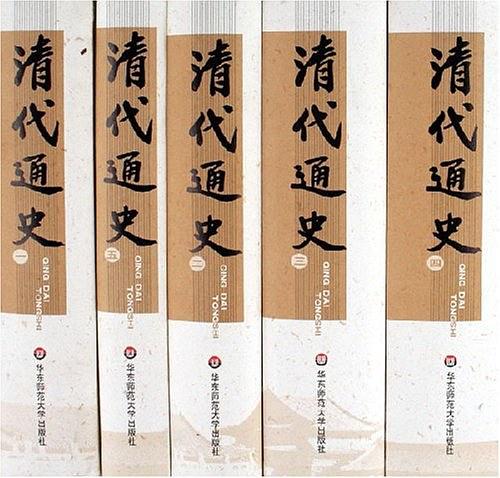 清代通史
一
QING DAI
TONGSHI
华东师范大学出版社
清代通史
五
QING DAI
TONGSHI
华东师范大学出版社
清代通史
二
QING DAI
TONGSHI
华东师范大学出版社
清代通史
三
QING DAI
TONGSHI
华东师范大学出版社
清代通史
四
QING DAI
TONGSHI
华东师范大学出版社